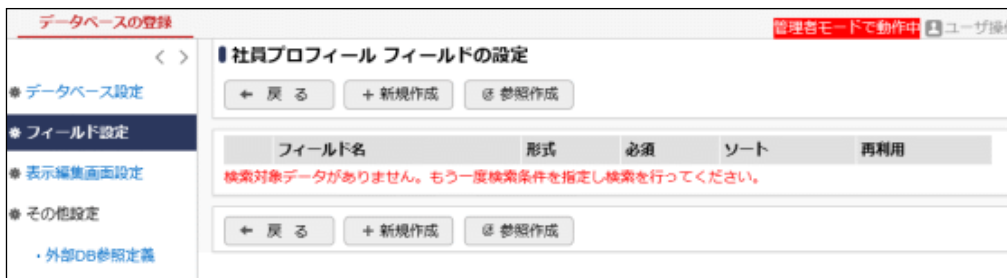 データベースの登録
管理者モードで動作中 ユーザ操
社員プロフィール フィールドの設定
データベース設定
戻 る
新規作成
参照作成
フィールド設定
フィールド名 形式 必須 ソート 再利用
検索対象データがありません。もう一度検索条件を指定し検索を行ってください。
表示編集画面設定
その他設定
戻 る
新規作成
参照作成
・外部DB参照定義